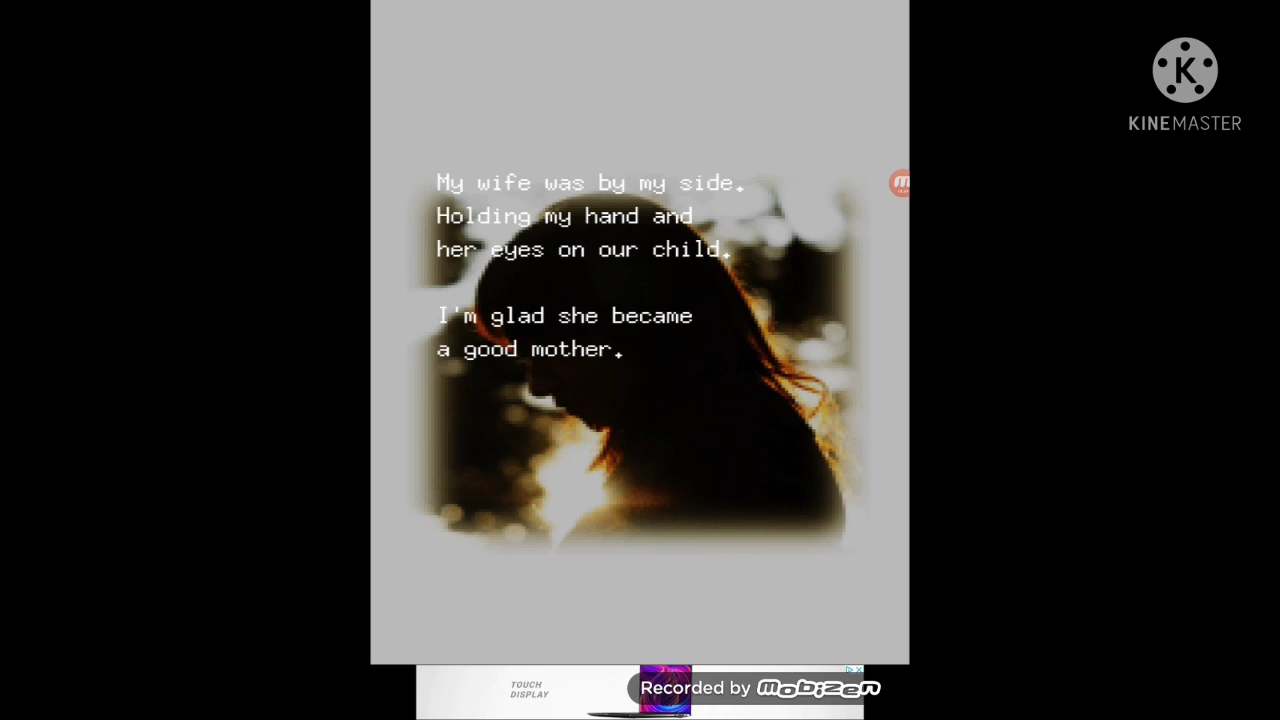 KINEMASTER
My wife was by my side.
Holding my hand and
her eyes on our child.
I'm glad she became
a good mother.
TOUCH
DISPLAY
Recorded by mobizen